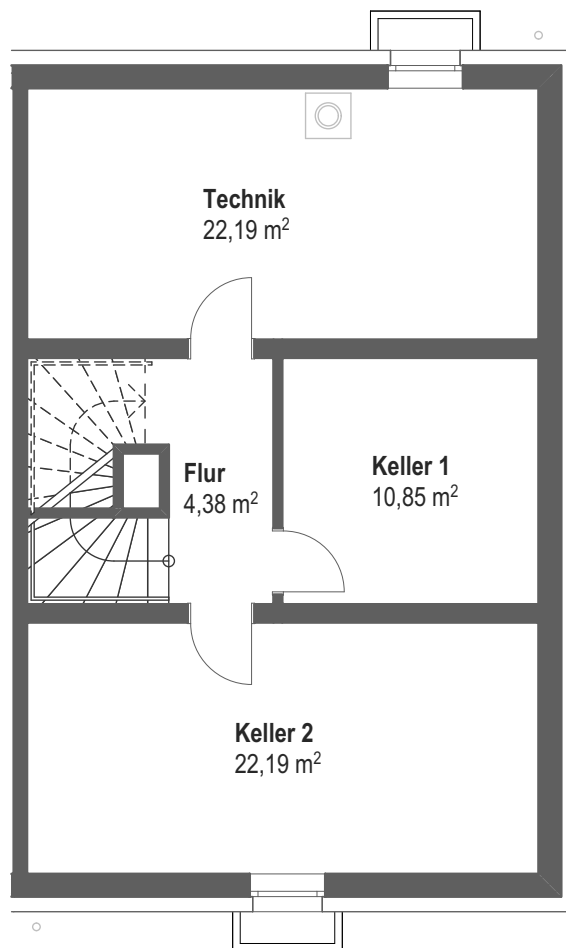 Technik
22,19 m²
Flur
4,38 m²
Keller 1
10,85 m²
Keller 2
22,19 m²